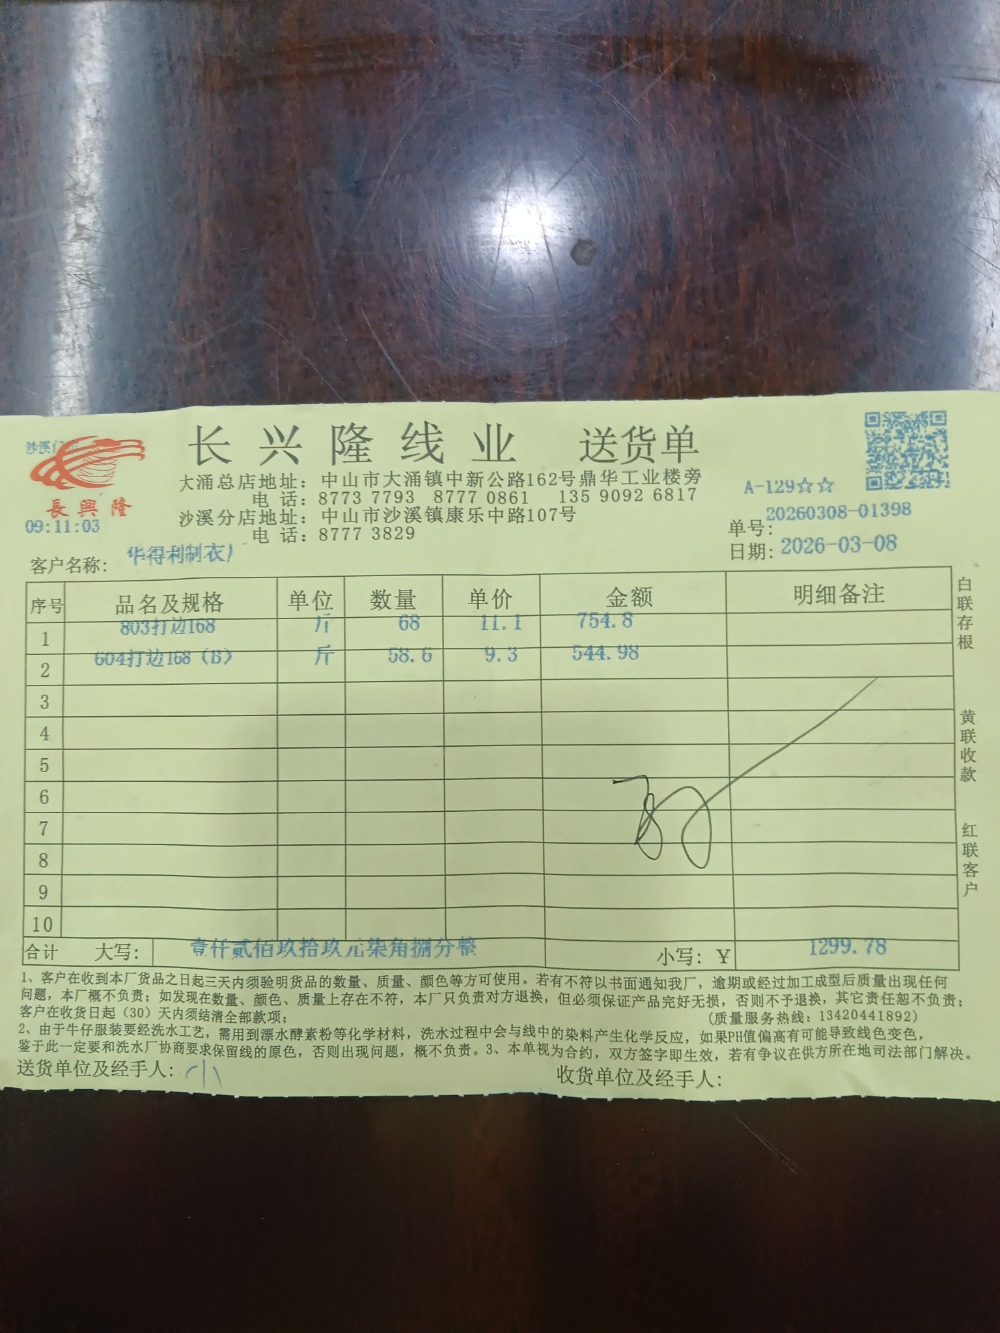 长兴隆线业 送货单
沙溪门
長興隆
09:11:03
大涌总店地址：中山市大涌镇中新公路162号鼎华工业楼旁
电 话：8773 7793 8777 0861 135 9092 6817
沙溪分店地址：中山市沙溪镇康乐中路107号
电 话：8777 3829
A-129☆☆
单号：20260308-01398
日期：2026-03-08
客户名称：华得利制衣厂
序号 品名及规格 单位 数量 单价 金额 明细备注
1 803打边168 斤 68 11.1 754.8
2 604打边168（B） 斤 58.6 9.3 544.98
3
4
5
6
7
8
9
10
合计 大写：壹仟贰佰玖拾玖元柒角捌分整 小写：￥ 1299.78
白联存根
黄联收款
红联客户
1、客户在收到本厂货品之日起三天内须验明货品的数量、质量、颜色等方可使用。若有不符以书面通知我厂，逾期或经过加工成型后质量出现任何
问题，本厂概不负责；如发现在数量、颜色、质量上存在不符，本厂只负责对方退换，但必须保证产品完好无损，否则不予退换，其它责任恕不负责；
客户在收货日起（30）天内须结清全部款项； (质量服务热线：13420441892)
2、由于牛仔服装要经洗水工艺，需用到漂水酵素粉等化学材料，洗水过程中会与线中的染料产生化学反应，如果PH值偏高有可能导致线色变色，
鉴于此一定要和洗水厂协商要求保留线的原色，否则出现问题，概不负责。3、本单视为合约，双方签字即生效，若有争议在供方所在地司法部门解决。
送货单位及经手人：小 收货单位及经手人：